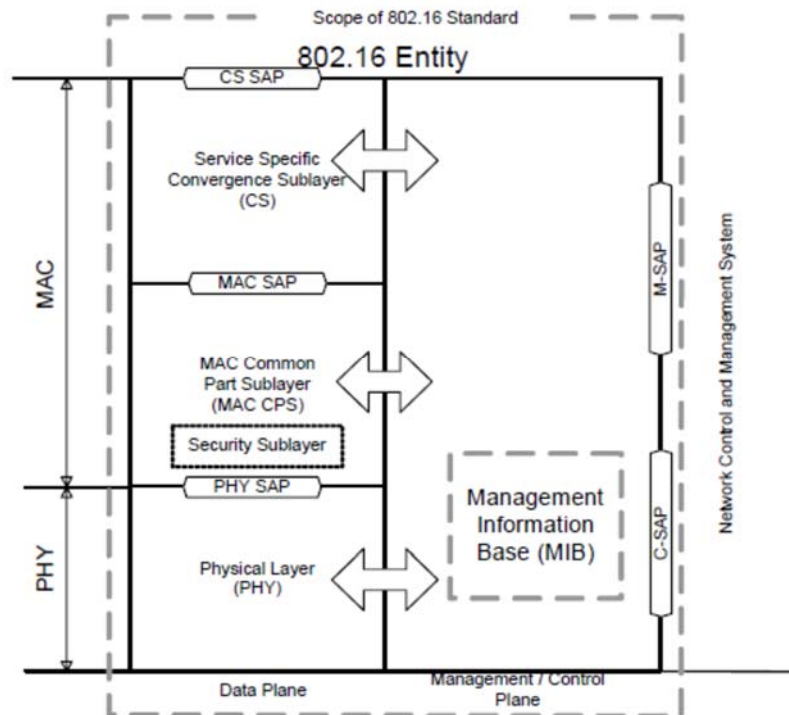 Scope of 802.16 Standard
802.16 Entity
CS SAP
Service Specific
Convergence Sublayer
(CS)
MAC SAP
MAC
MAC Common
Part Sublayer
(MAC CPS)
Security Sublayer
PHY SAP
PHY
Physical Layer
(PHY)
Management
Information
Base (MIB)
M-SAP
C-SAP
Network Control and Management System
Data Plane
Management / Control
Plane